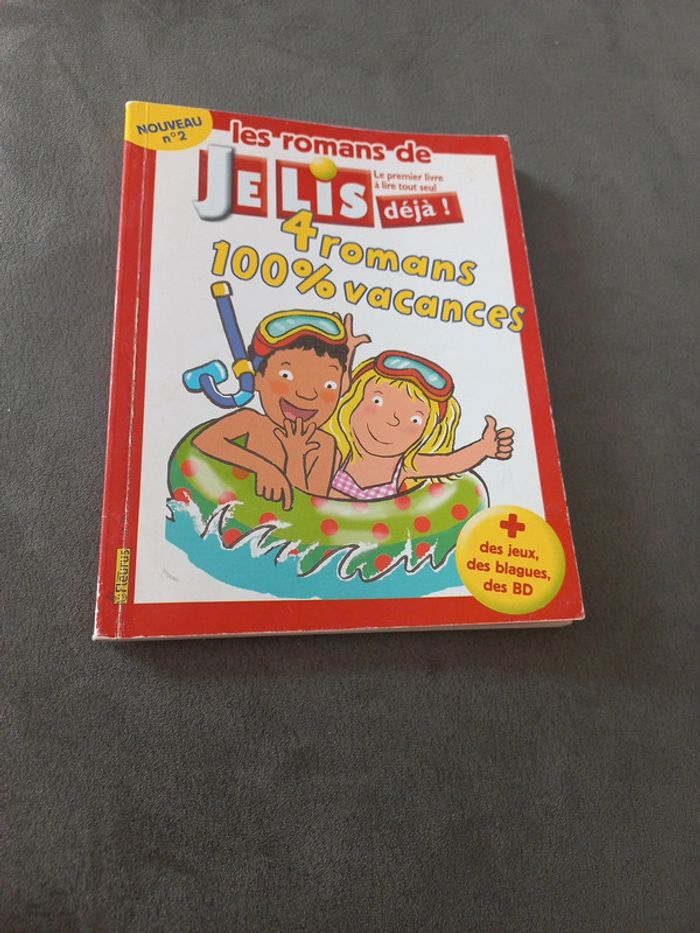 NOUVEAU
n°2
les romans de
JE LIS
Le premier livre
à lire tout seul
déjà !
4 romans
100% vacances
+
des jeux,
des blagues,
des BD
Fleurus